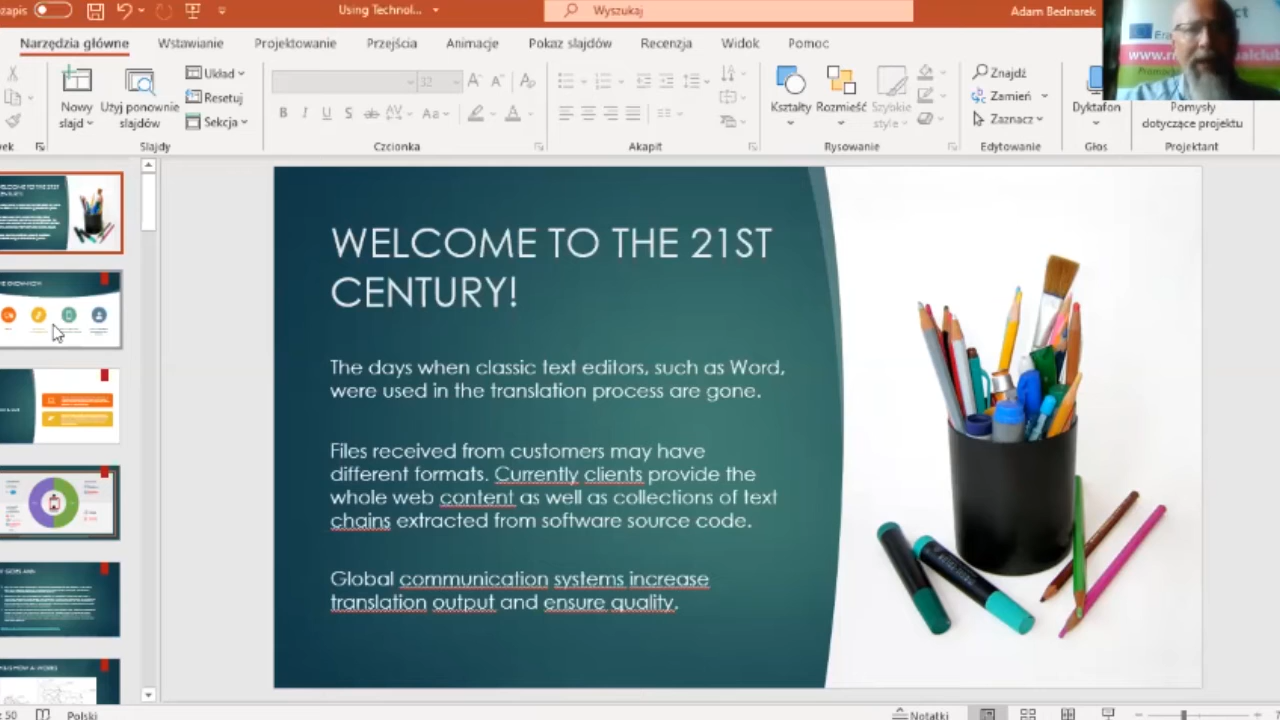 zapis
Using Technol...
Wyszukaj
Adam Bednarek
Narzędzia główne
Wstawianie
Projektowanie
Przejścia
Animacje
Pokaz slajdów
Recenzja
Widok
Pomoc
Nowy
slajd
Użyj ponownie
slajdów
Układ
Resetuj
Sekcja
32
Kształty
Rozmieść
Szybkie
style
Znajdź
Zamień
Zaznacz
Dyktafon
Pomysły
dotyczące projektu
Slajdy
Czcionka
Akapit
Rysowanie
Edytowanie
Głos
Projektant
WELCOME TO THE 21ST
CENTURY!
The days when classic text editors, such as Word,
were used in the translation process are gone.
Files received from customers may have
different formats. Currently clients provide the
whole web content as well as collections of text
chains extracted from software source code.
Global communication systems increase
translation output and ensure quality.
z 50
Polski
Notatki